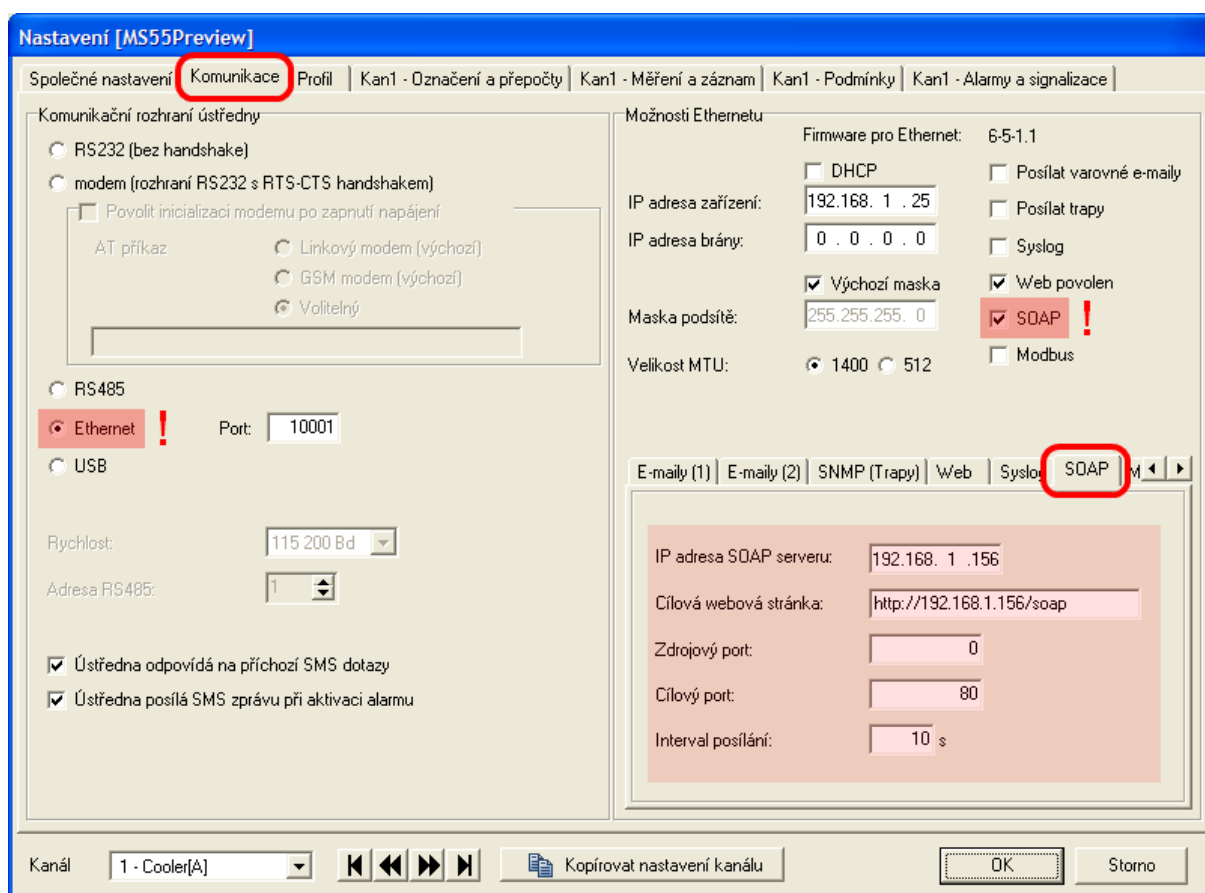 Nastavení [MS55Preview]
Společné nastavení Komunikace Profil Kan1 - Označení a přepočty Kan1 - Měření a záznam Kan1 - Podmínky Kan1 - Alarmy a signalizace
Komunikační rozhraní ústředny
RS232 (bez handshake)
modem (rozhraní RS232 s RTS-CTS handshakem)
Povolit inicializaci modemu po zapnutí napájení
AT příkaz
Linkový modem (výchozí)
GSM modem (výchozí)
Volitelný
RS485
Ethernet ! Port: 10001
USB
Rychlost: 115 200 Bd
Adresa RS485: 1
Ústředna odpovídá na příchozí SMS dotazy
Ústředna posílá SMS zprávu při aktivaci alarmu
Možnosti Ethernetu
Firmware pro Ethernet: 6-5-1.1
DHCP
IP adresa zařízení: 192.168. 1 .25
IP adresa brány: 0 . 0 . 0 . 0
Výchozí maska
Maska podsítě: 255.255.255. 0
Velikost MTU: 1400 512
Posílat varovné e-maily
Posílat trapy
Syslog
Web povolen
SOAP !
Modbus
E-maily (1) E-maily (2) SNMP (Trapy) Web Syslog SOAP M
IP adresa SOAP serveru: 192.168. 1 .156
Cílová webová stránka: http://192.168.1.156/soap
Zdrojový port: 0
Cílový port: 80
Interval posílání: 10 s
Kanál 1 - Cooler[A] Kopírovat nastavení kanálu OK Storno